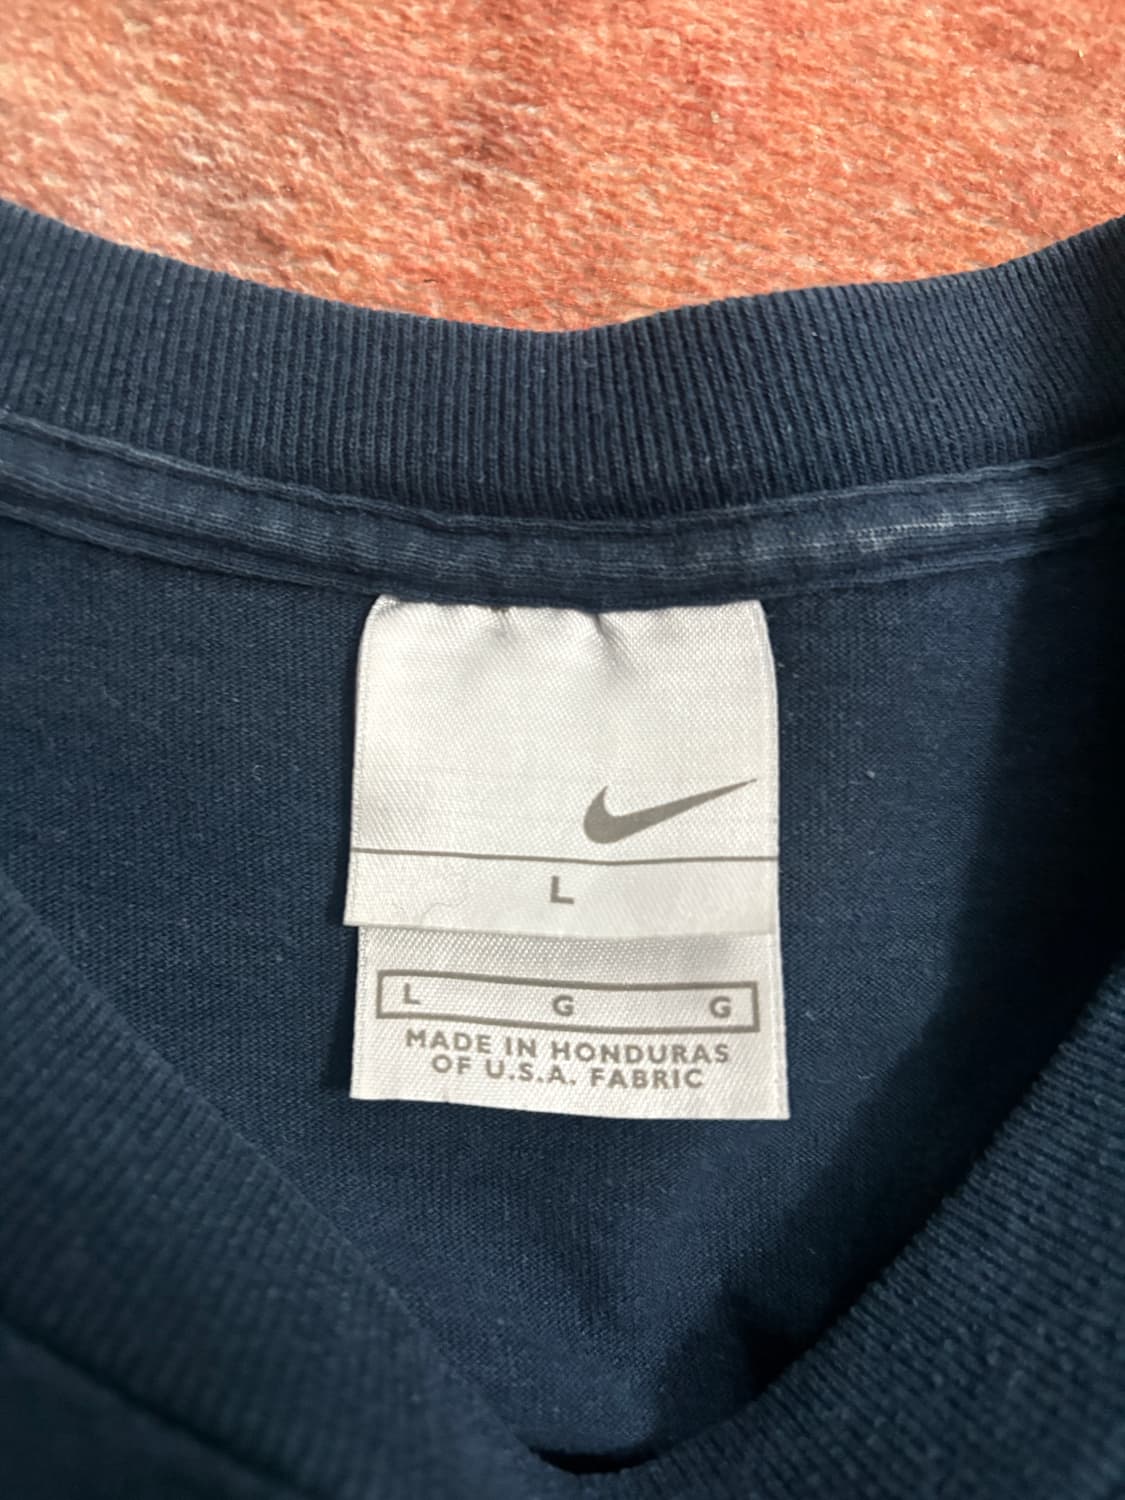 L
L G G
MADE IN HONDURAS
OF U.S.A. FABRIC